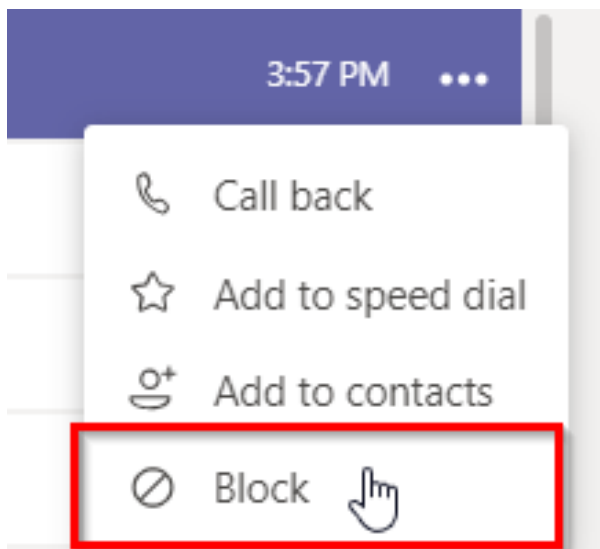 3:57 PM
Call back
Add to speed dial
Add to contacts
Block